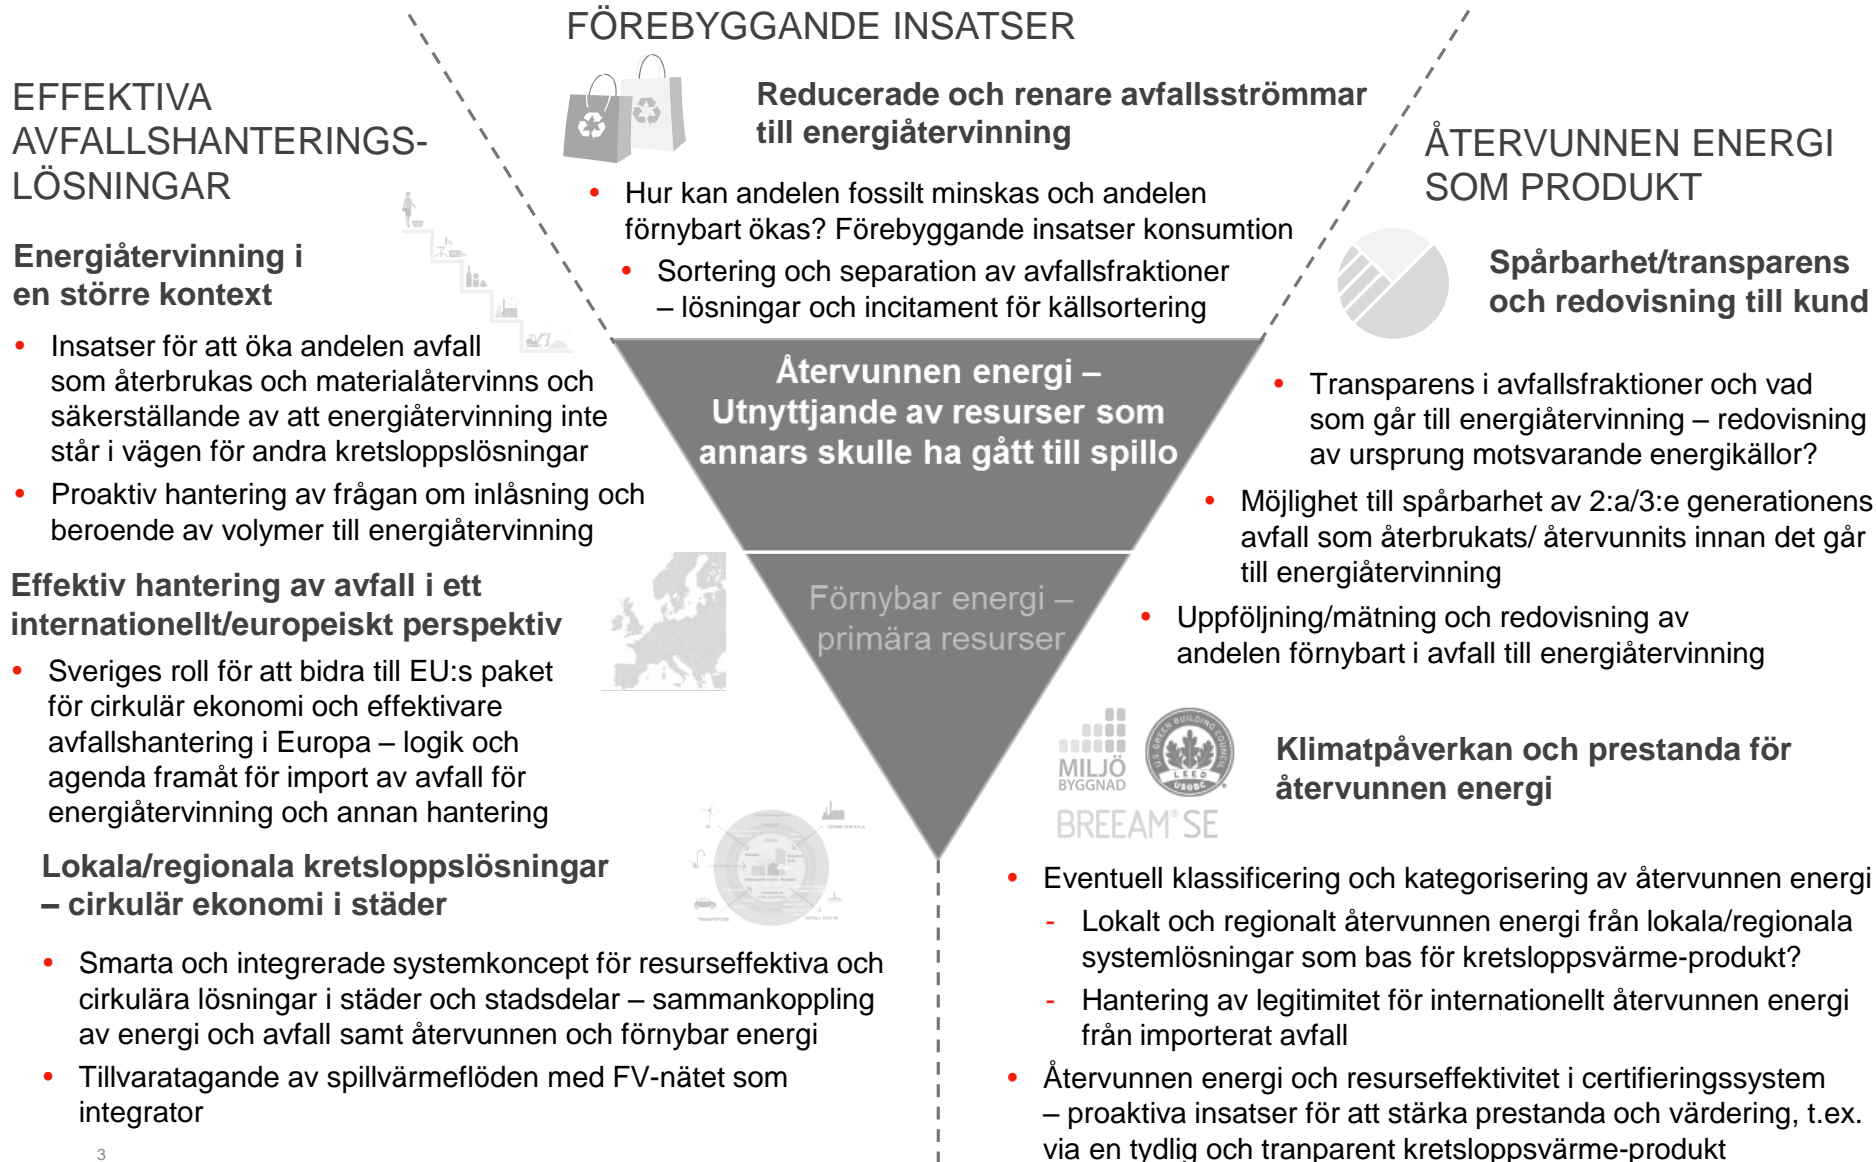 FÖREBYGGANDE INSATSER
Reducerade och renare avfallsströmmar
till energiåtervinning
• Hur kan andelen fossilt minskas och andelen
förnybart ökas? Förebyggande insatser konsumtion
• Sortering och separation av avfallsfraktioner
– lösningar och incitament för källsortering
EFFEKTIVA
AVFALLSHANTERINGS-
LÖSNINGAR
Energiåtervinning i
en större kontext
• Insatser för att öka andelen avfall
som återbrukas och materialåtervinns och
säkerställande av att energiåtervinning inte
står i vägen för andra kretsloppslösningar
• Proaktiv hantering av frågan om inlåsning och
beroende av volymer till energiåtervinning
Effektiv hantering av avfall i ett
internationellt/europeiskt perspektiv
• Sveriges roll för att bidra till EU:s paket
för cirkulär ekonomi och effektivare
avfallshantering i Europa – logik och
agenda framåt för import av avfall för
energiåtervinning och annan hantering
Lokala/regionala kretsloppslösningar
– cirkulär ekonomi i städer
• Smarta och integrerade systemkoncept för resurseffektiva och
cirkulära lösningar i städer och stadsdelar – sammankoppling
av energi och avfall samt återvunnen och förnybar energi
• Tillvaratagande av spillvärmeflöden med FV-nätet som
integrator
3
Återvunnen energi –
Utnyttjande av resurser som
annars skulle ha gått till spillo
Förnybar energi –
primära resurser
TRANSPORTER
ÅTERVUNNEN ENERGI
SOM PRODUKT
Spårbarhet/transparens
och redovisning till kund
• Transparens i avfallsfraktioner och vad
som går till energiåtervinning – redovisning
av ursprung motsvarande energikällor?
• Möjlighet till spårbarhet av 2:a/3:e generationens
avfall som återbrukats/ återvunnits innan det går
till energiåtervinning
• Uppföljning/mätning och redovisning av
andelen förnybart i avfall till energiåtervinning
MILJÖ
BYGGNAD
U.S. GREEN BUILDING COUNCIL
LEED
USGBC
BREEAM® SE
Klimatpåverkan och prestanda för
återvunnen energi
• Eventuell klassificering och kategorisering av återvunnen energi
- Lokalt och regionalt återvunnen energi från lokala/regionala
systemlösningar som bas för kretsloppsvärme-produkt?
- Hantering av legitimitet för internationellt återvunnen energi
från importerat avfall
• Återvunnen energi och resurseffektivitet i certifieringssystem
– proaktiva insatser för att stärka prestanda och värdering, t.ex.
via en tydlig och tranparent kretsloppsvärme-produkt